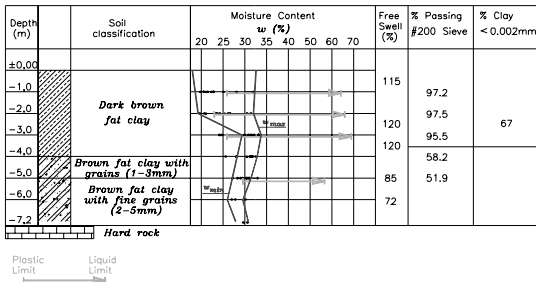 Depth (m)
Soil classification
Moisture Content
w (%)
20 25 30 35 40 50 60 70
Free Swell (%)
% Passing #200 Sieve
% Clay <0.002mm
±0,00
-1,0
-2,0
-3,0
-4,0
-5,0
-6,0
-7,2
Dark brown fat clay
Brown fat clay with grains (1-3mm)
Brown fat clay with fine grains (2-5mm)
Hard rock
w max
w min
115
120
120
85
72
97.2
97.5
95.5
58.2
51.9
67
Plastic Limit
Liquid Limit